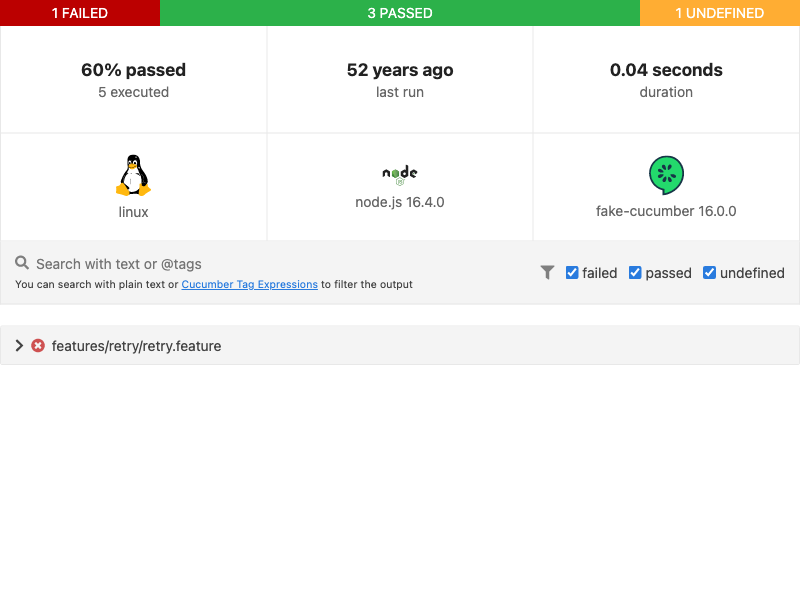 1 FAILED
3 PASSED
1 UNDEFINED
60% passed
5 executed
52 years ago
last run
0.04 seconds
duration
linux
node
node.js 16.4.0
fake-cucumber 16.0.0
Search with text or @tags
You can search with plain text or Cucumber Tag Expressions to filter the output
failed
passed
undefined
features/retry/retry.feature